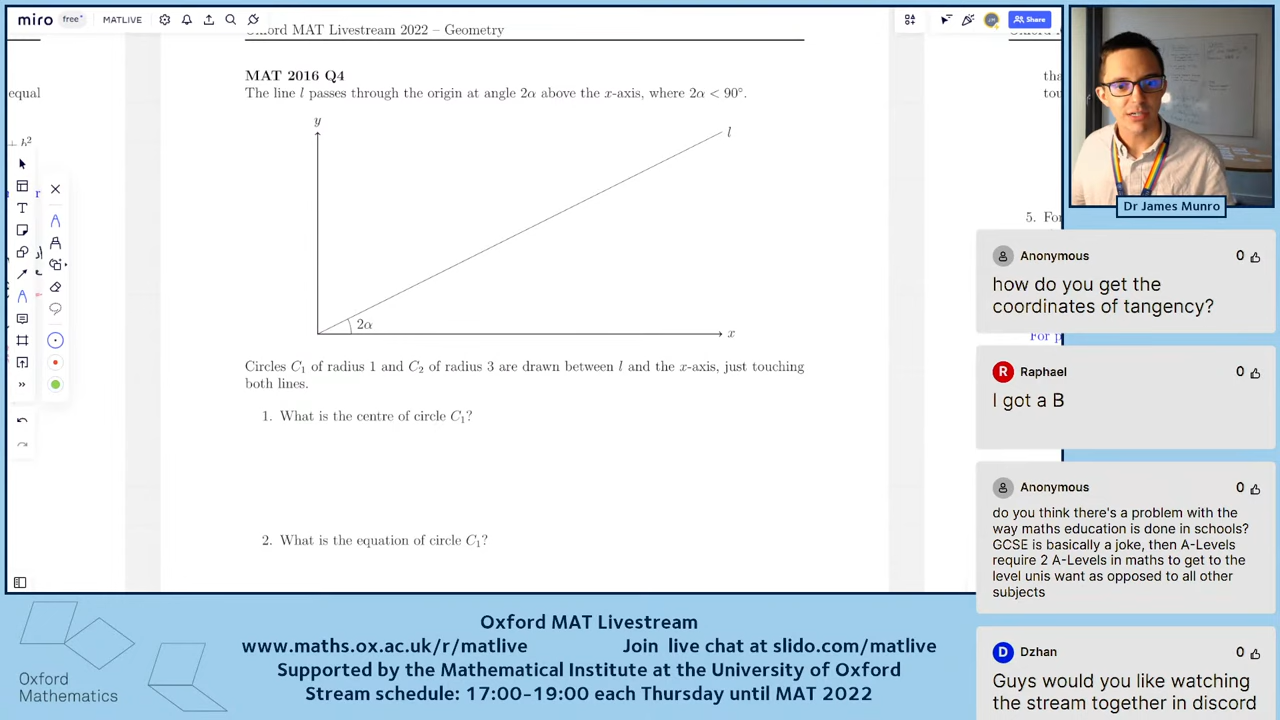 miro free MATLIVE Share
Oxford MAT Livestream 2022 – Geometry
equal
MAT 2016 Q4
The line l passes through the origin at angle 2α above the x-axis, where 2α < 90°.
y
l
2α
x
Circles C₁ of radius 1 and C₂ of radius 3 are drawn between l and the x-axis, just touching
both lines.
1. What is the centre of circle C₁?
2. What is the equation of circle C₁?
tha
tou
5. For
For p
Dr James Munro
Anonymous 0
how do you get the
coordinates of tangency?
R Raphael 0
I got a B
Anonymous 0
do you think there's a problem with the
way maths education is done in schools?
GCSE is basically a joke, then A-Levels
require 2 A-Levels in maths to get to the
level unis want as opposed to all other
subjects
D Dzhan 0
Guys would you like watching
the stream together in discord
Oxford
Mathematics
Oxford MAT Livestream
www.maths.ox.ac.uk/r/matlive Join live chat at slido.com/matlive
Supported by the Mathematical Institute at the University of Oxford
Stream schedule: 17:00-19:00 each Thursday until MAT 2022